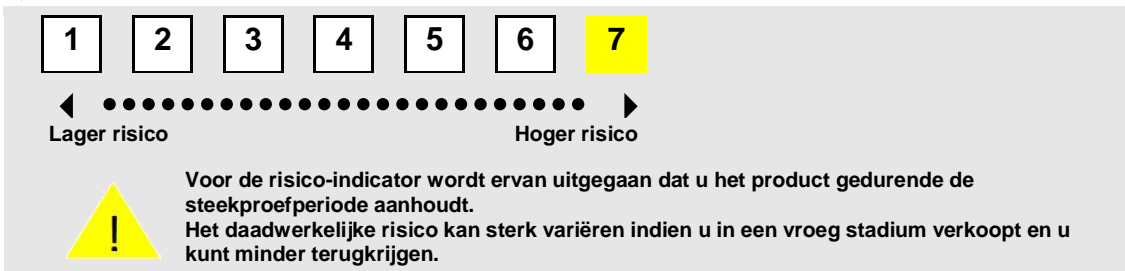 1 2 3 4 5 6 7
Lager risico Hoger risico
Voor de risico-indicator wordt ervan uitgegaan dat u het product gedurende de
steekproefperiode aanhoudt.
Het daadwerkelijke risico kan sterk variëren indien u in een vroeg stadium verkoopt en u
kunt minder terugkrijgen.
!